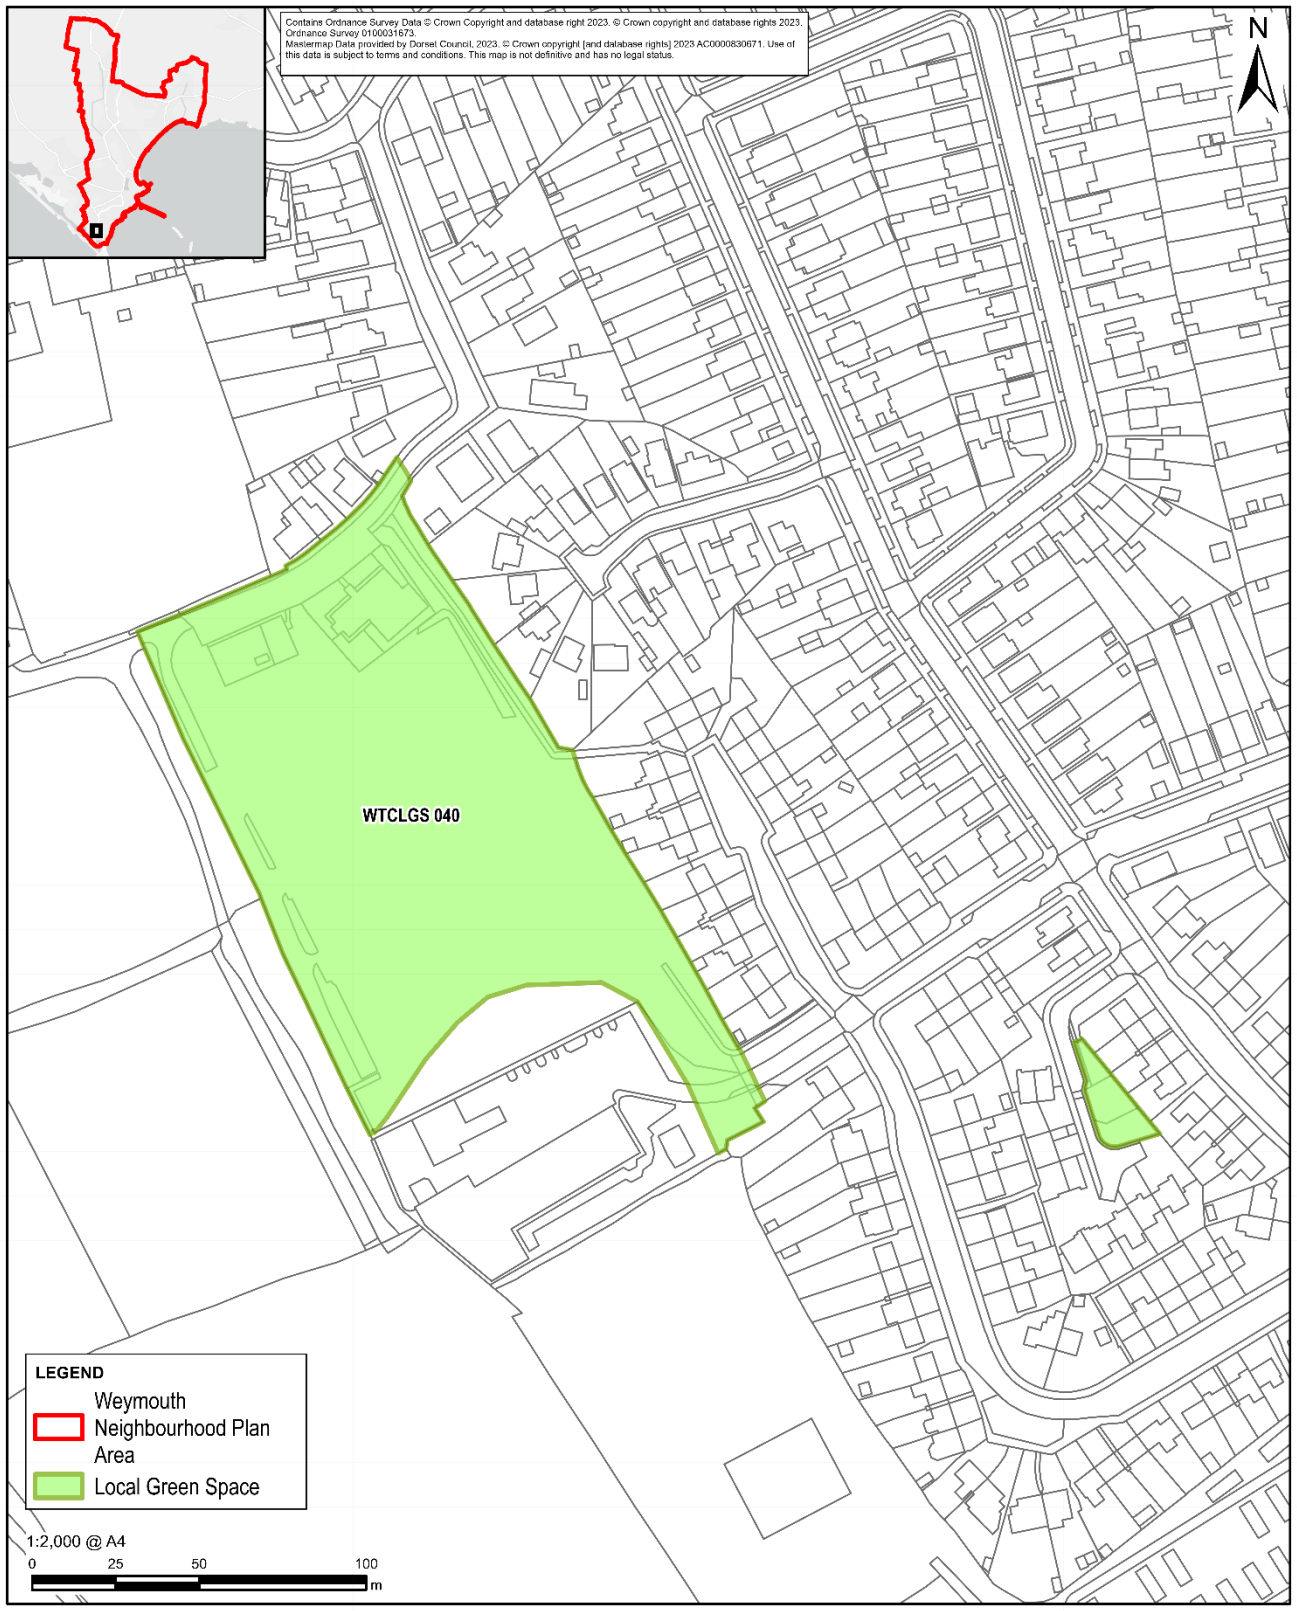 Contains Ordnance Survey Data © Crown Copyright and database right 2023. © Crown copyright and database rights 2023.
Ordnance Survey 0100031673.
Mastermap Data provided by Dorset Council, 2023. © Crown copyright [and database rights] 2023 AC0000830671. Use of
this data is subject to terms and conditions. This map is not definitive and has no legal status.
N
WTCLGS 040
LEGEND
Weymouth
Neighbourhood Plan
Area
Local Green Space
1:2,000 @ A4
0 25 50 100
m